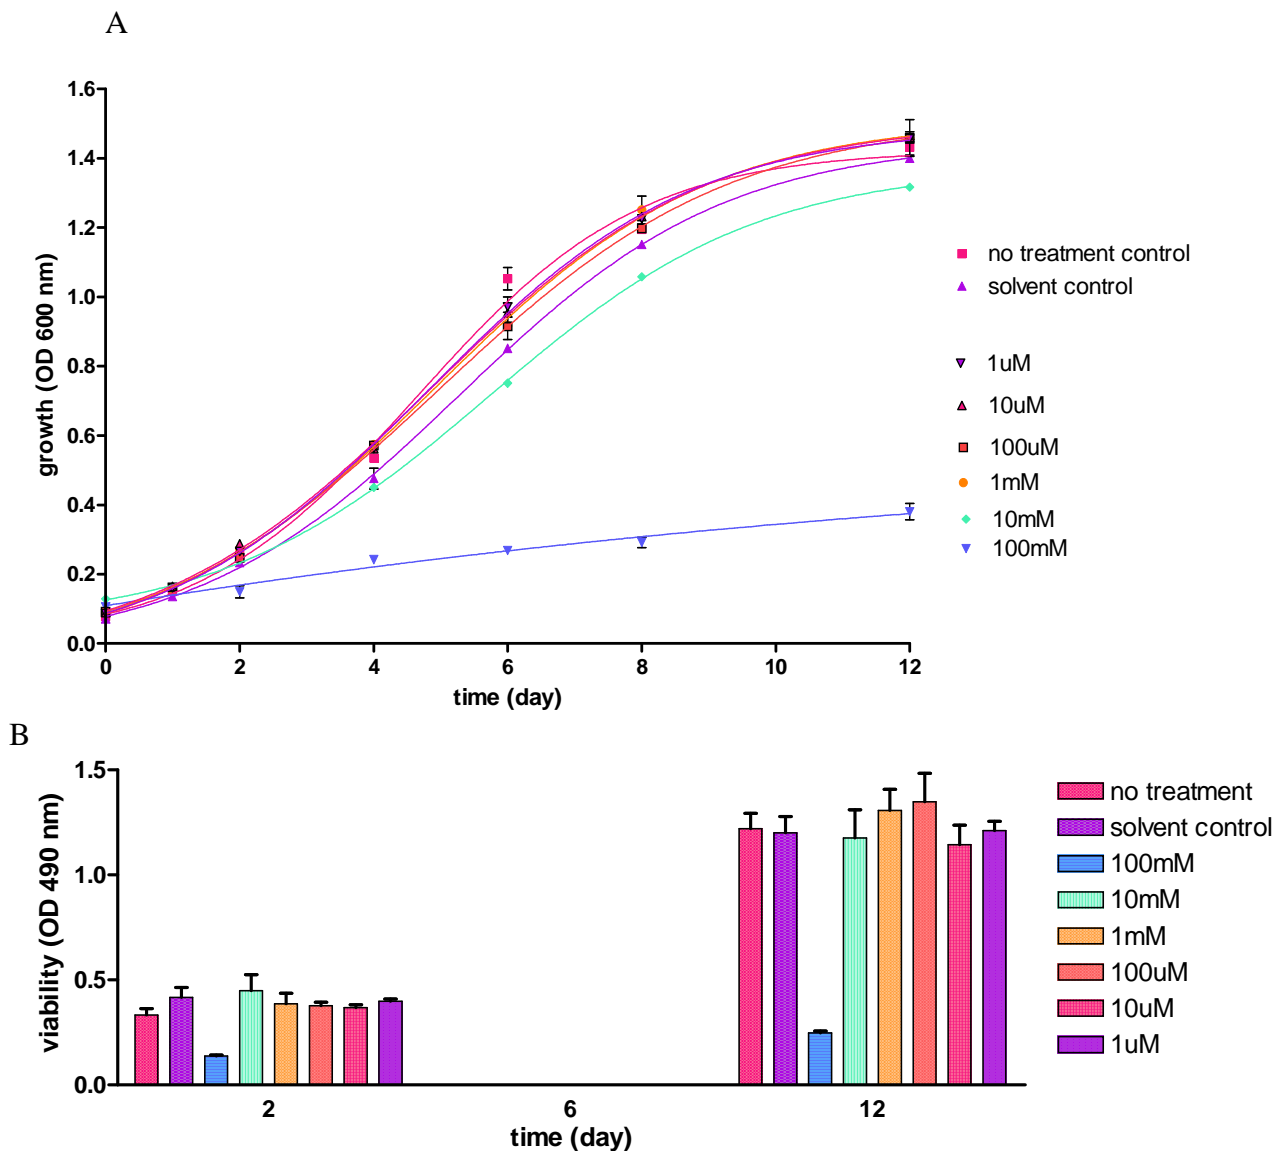 A
1.6
1.4
1.2
1.0
0.8
0.6
0.4
0.2
0.0
growth (OD 600 nm)
0 2 4 6 8 10 12
time (day)
no treatment control
solvent control
1uM
10uM
100uM
1mM
10mM
100mM
B
1.5
1.0
0.5
0.0
viability (OD 490 nm)
2 6 12
time (day)
no treatment
solvent control
100mM
10mM
1mM
100uM
10uM
1uM